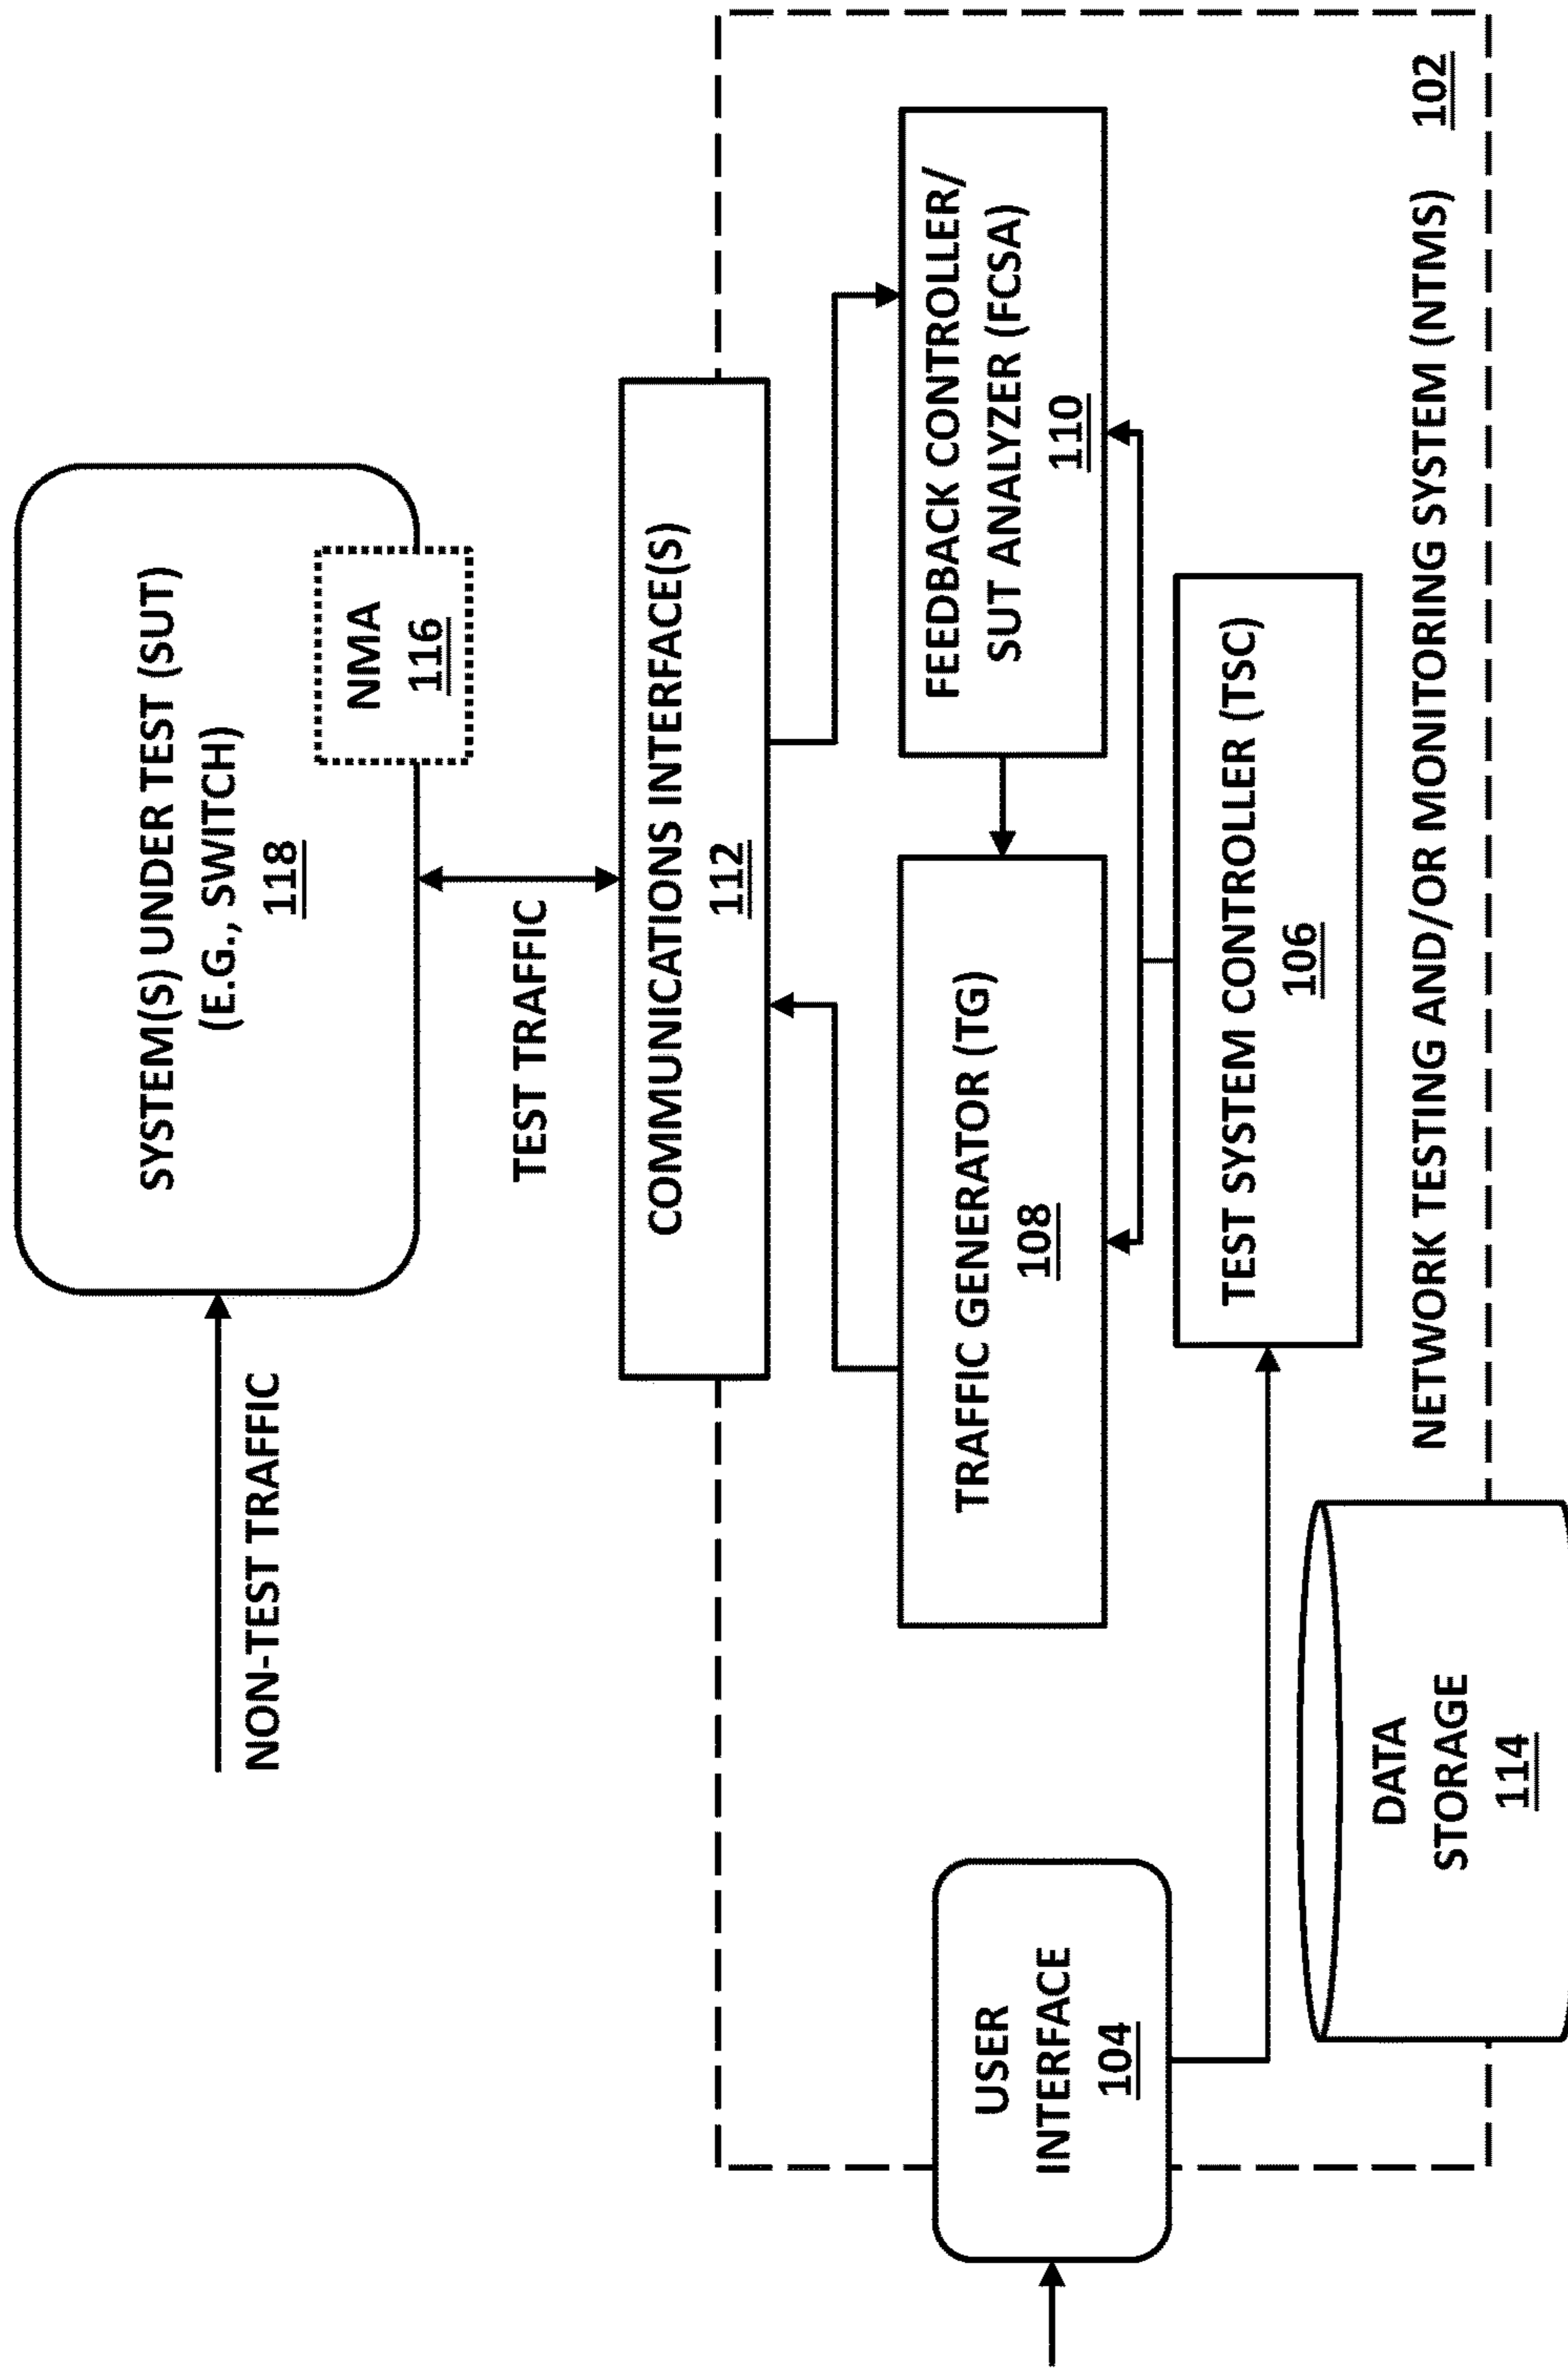 NON-TEST TRAFFIC
SYSTEM(S) UNDER TEST (SUT)
(E.G., SWITCH)
118
NMA
116
TEST TRAFFIC
COMMUNICATIONS INTERFACE(S)
112
USER
INTERFACE
104
TRAFFIC GENERATOR (TG)
108
FEEDBACK CONTROLLER/
SUT ANALYZER (FCSA)
110
TEST SYSTEM CONTROLLER (TSC)
106
DATA
STORAGE
114
NETWORK TESTING AND/OR MONITORING SYSTEM (NTMS) 102